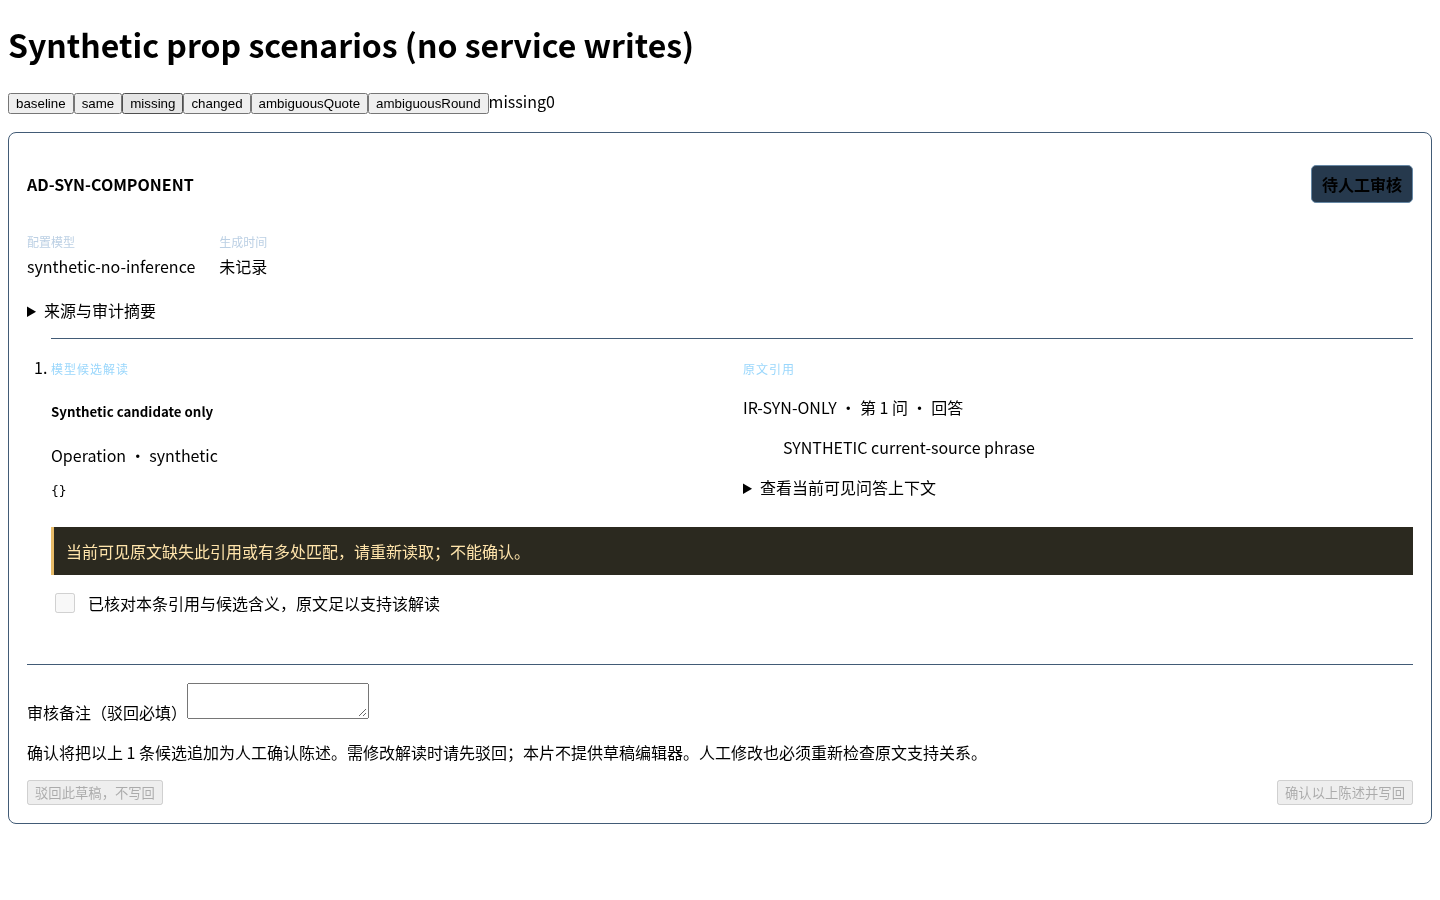 Synthetic prop scenarios (no service writes)
baseline same missing changed ambiguousQuote ambiguousRound missing0
AD-SYN-COMPONENT
待人工审核
配置模型 生成时间
synthetic-no-inference 未记录
▶ 来源与审计摘要
1. 模型候选解读
Synthetic candidate only
Operation · synthetic
{}
原文引用
IR-SYN-ONLY · 第 1 问 · 回答
SYNTHETIC current-source phrase
▶ 查看当前可见问答上下文
当前可见原文缺失此引用或有多处匹配，请重新读取；不能确认。
已核对本条引用与候选含义，原文足以支持该解读
审核备注（驳回必填）
确认将把以上 1 条候选追加为人工确认陈述。需修改解读时请先驳回；本片不提供草稿编辑器。人工修改也必须重新检查原文支持关系。
驳回此草稿，不写回
确认以上陈述并写回